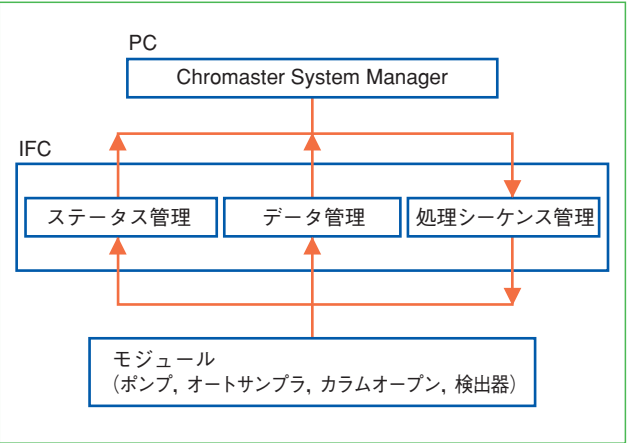 PC
Chromaster System Manager
IFC
ステータス管理
データ管理
処理シーケンス管理
モジュール
（ポンプ, オートサンプラ, カラムオープン, 検出器）